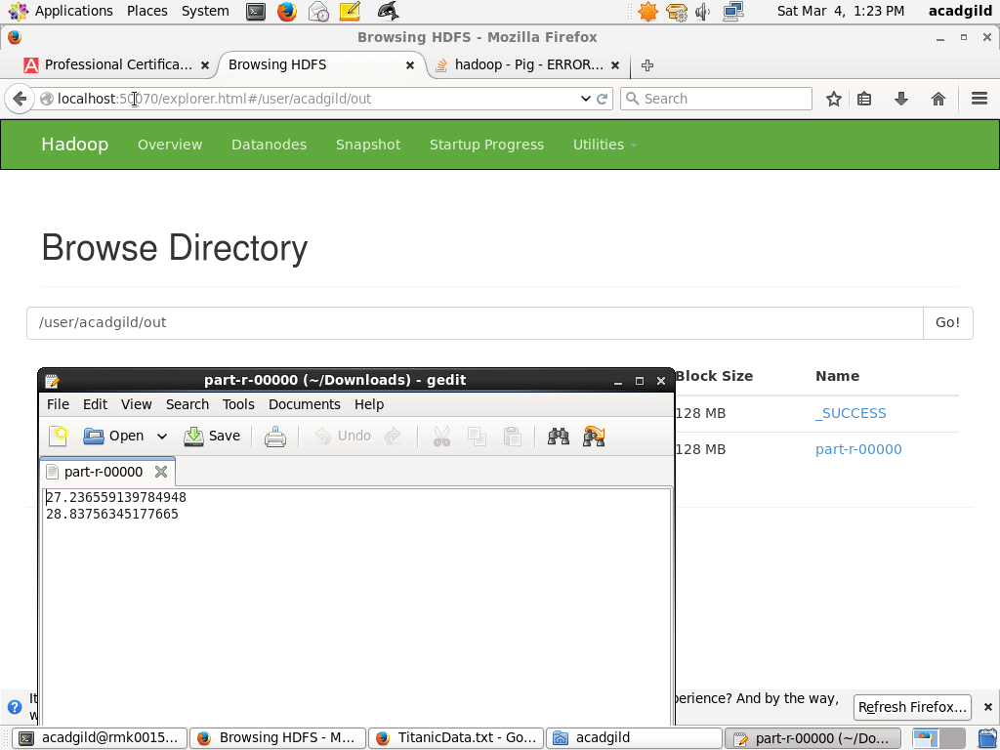 Applications Places System Sat Mar 4, 1:23 PM acadgild
Browsing HDFS - Mozilla Firefox
Professional Certifica... Browsing HDFS hadoop - Pig - ERROR...
localhost:50070/explorer.html#/user/acadgild/out Search
Hadoop Overview Datanodes Snapshot Startup Progress Utilities
Browse Directory
/user/acadgild/out Go!
Block Size Name
128 MB _SUCCESS
128 MB part-r-00000
part-r-00000 (~/Downloads) - gedit
File Edit View Search Tools Documents Help
Open Save Undo
part-r-00000
27.236559139784948
28.83756345177665
It perience? And by the way,
w Refresh Firefox...
acadgild@rmk0015... Browsing HDFS - M... TitanicData.txt - Go... acadgild part-r-00000 (~/Do...